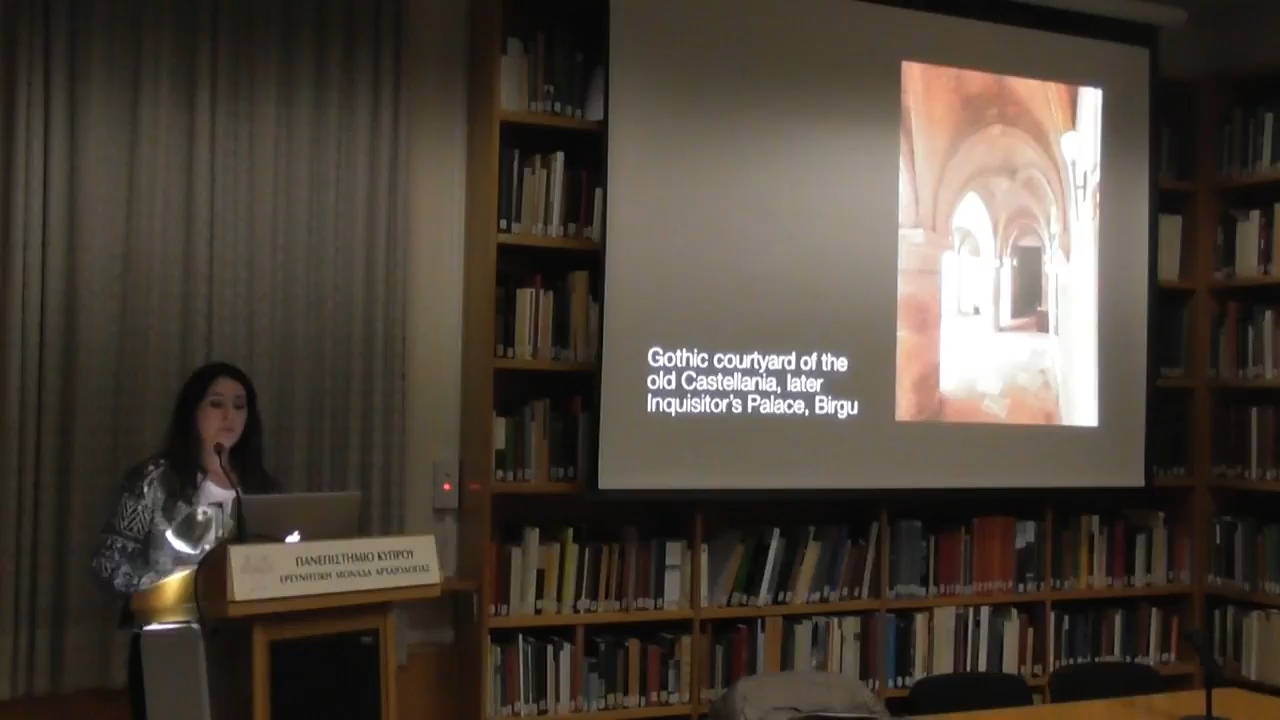 Gothic courtyard of the
old Castellania, later
Inquisitor's Palace, Birgu
ΠΑΝΕΠΙΣΤΗΜΙΟ ΚΥΠΡΟΥ
ΕΡΕΥΝΗΤΙΚΗ ΜΟΝΑΔΑ ΑΡΧΑΙΟΛΟΓΙΑΣ